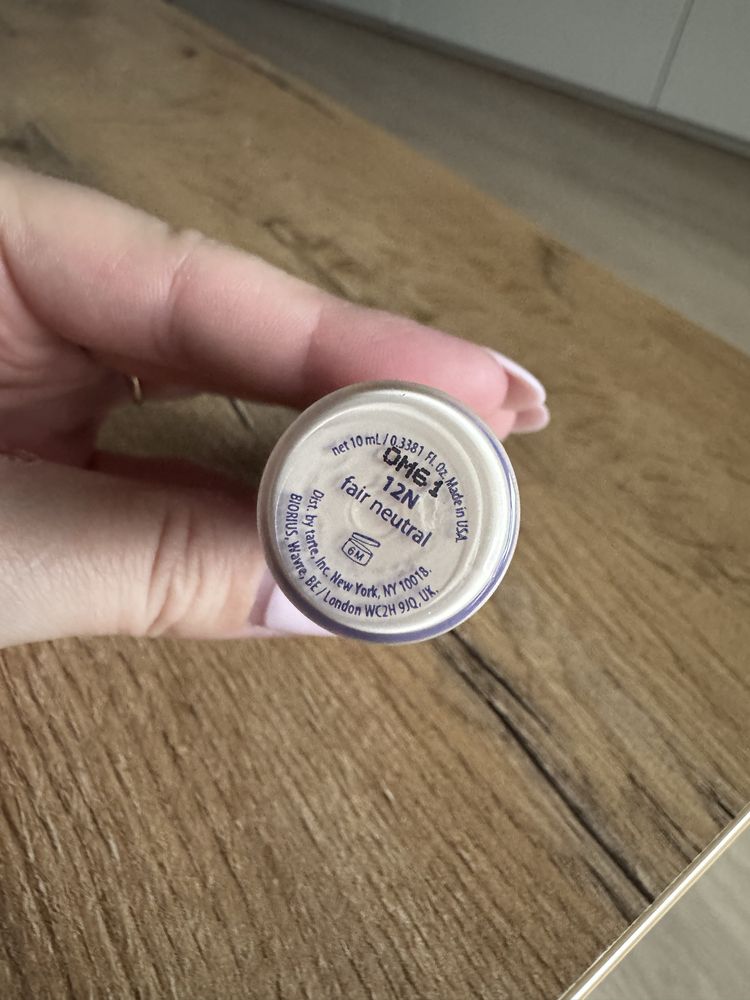 net 10 mL / 0.3381 Fl. Oz. Made in USA.
0M61
12N
fair neutral
6M
Dist. by tarte, Inc. New York, NY 10018.
BIORIUS, Wavre, BE / London WC2H 9JQ, UK.